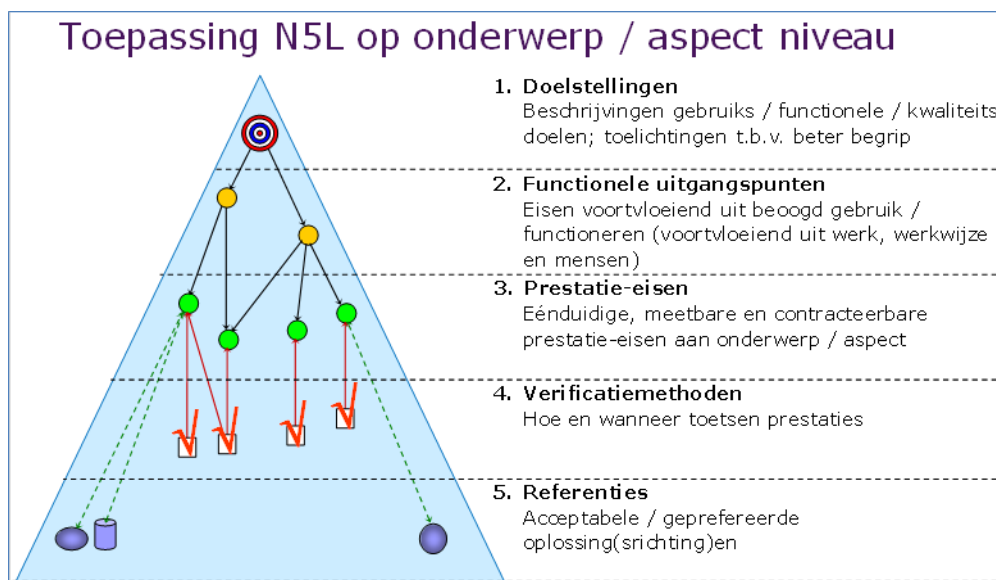 Toepassing N5L op onderwerp / aspect niveau
1. Doelstellingen
Beschrijvingen gebruiks / functionele / kwaliteits
doelen; toelichtingen t.b.v. beter begrip
2. Functionele uitgangspunten
Eisen voortvloeiend uit beoogd gebruik /
functioneren (voortvloeiend uit werk, werkwijze
en mensen)
3. Prestatie-eisen
Eénduidige, meetbare en contracteerbare
prestatie-eisen aan onderwerp / aspect
4. Verificatiemethoden
Hoe en wanneer toetsen prestaties
5. Referenties
Acceptabele / geprefereerde
oplossing(srichting)en